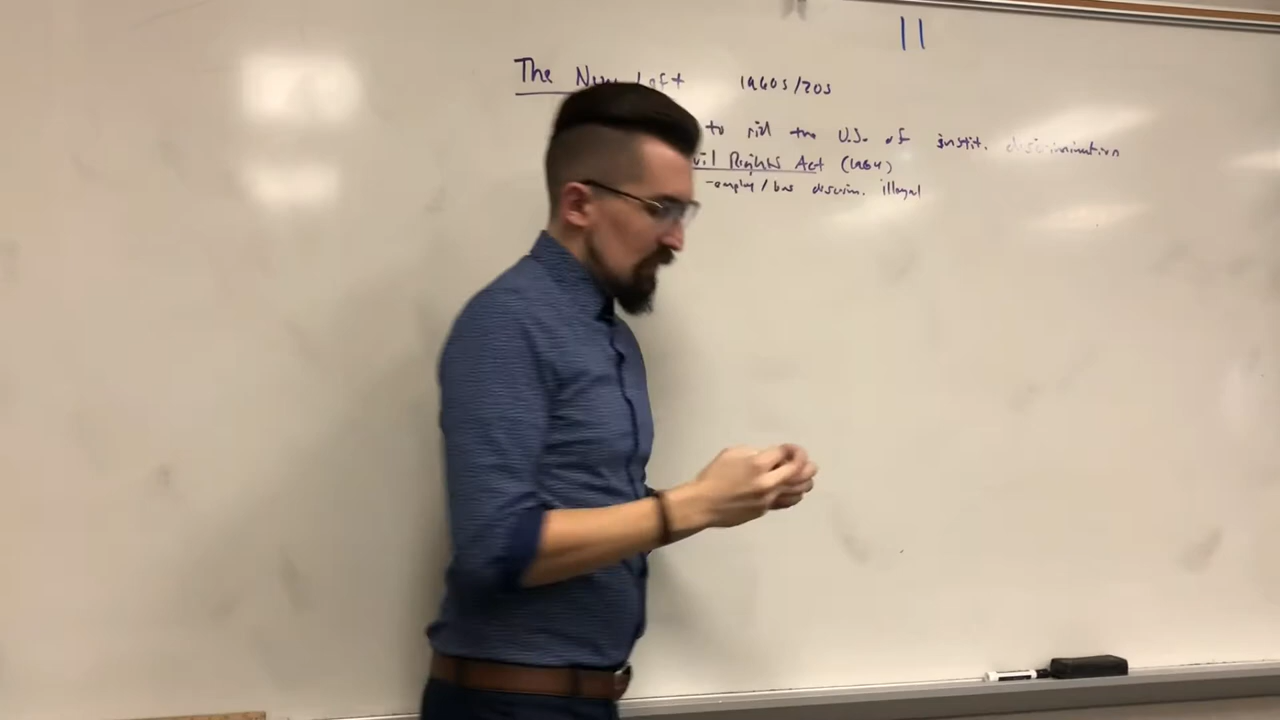 11
The New Left 1960s/70s
to rid the U.S. of instit. discrimination
vil Rights Act (1964)
-employ/bus discrim. illegal